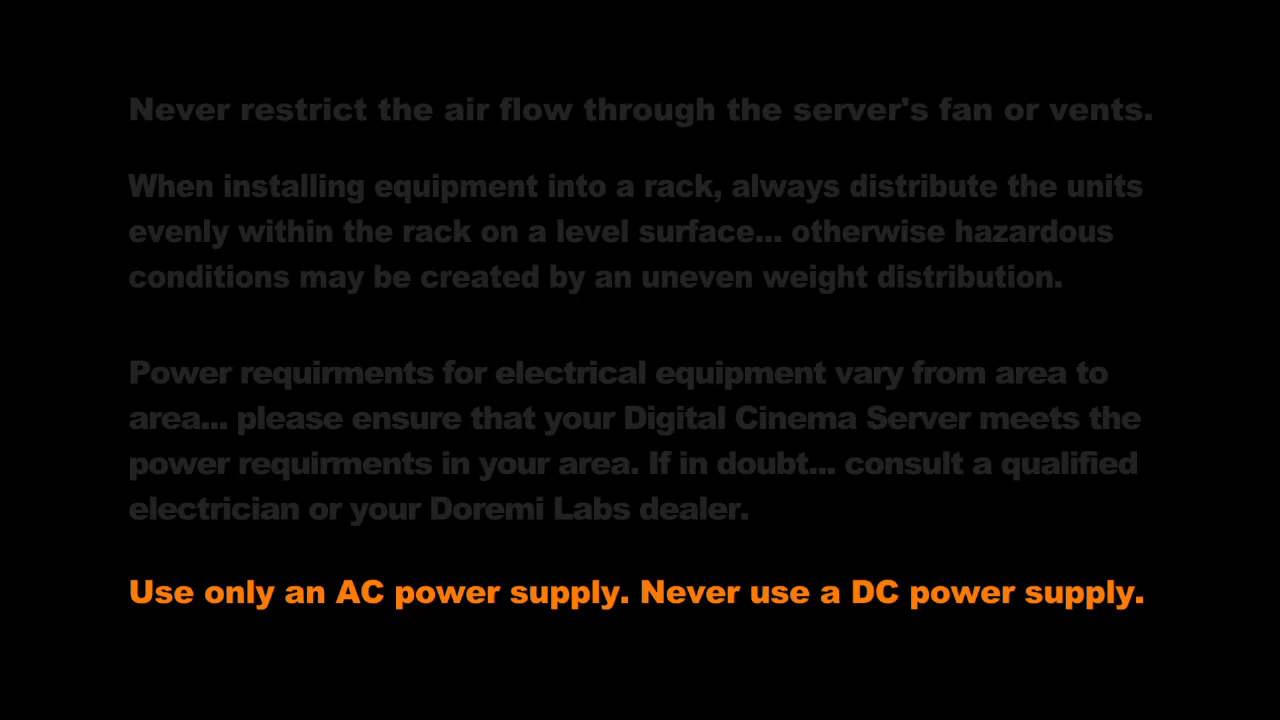 Never restrict the air flow through the server's fan or vents.
When installing equipment into a rack, always distribute the units
evenly within the rack on a level surface... otherwise hazardous
conditions may be created by an uneven weight distribution.
Power requirments for electrical equipment vary from area to
area... please ensure that your Digital Cinema Server meets the
power requirments in your area. If in doubt... consult a qualified
electrician or your Doremi Labs dealer.
Use only an AC power supply. Never use a DC power supply.